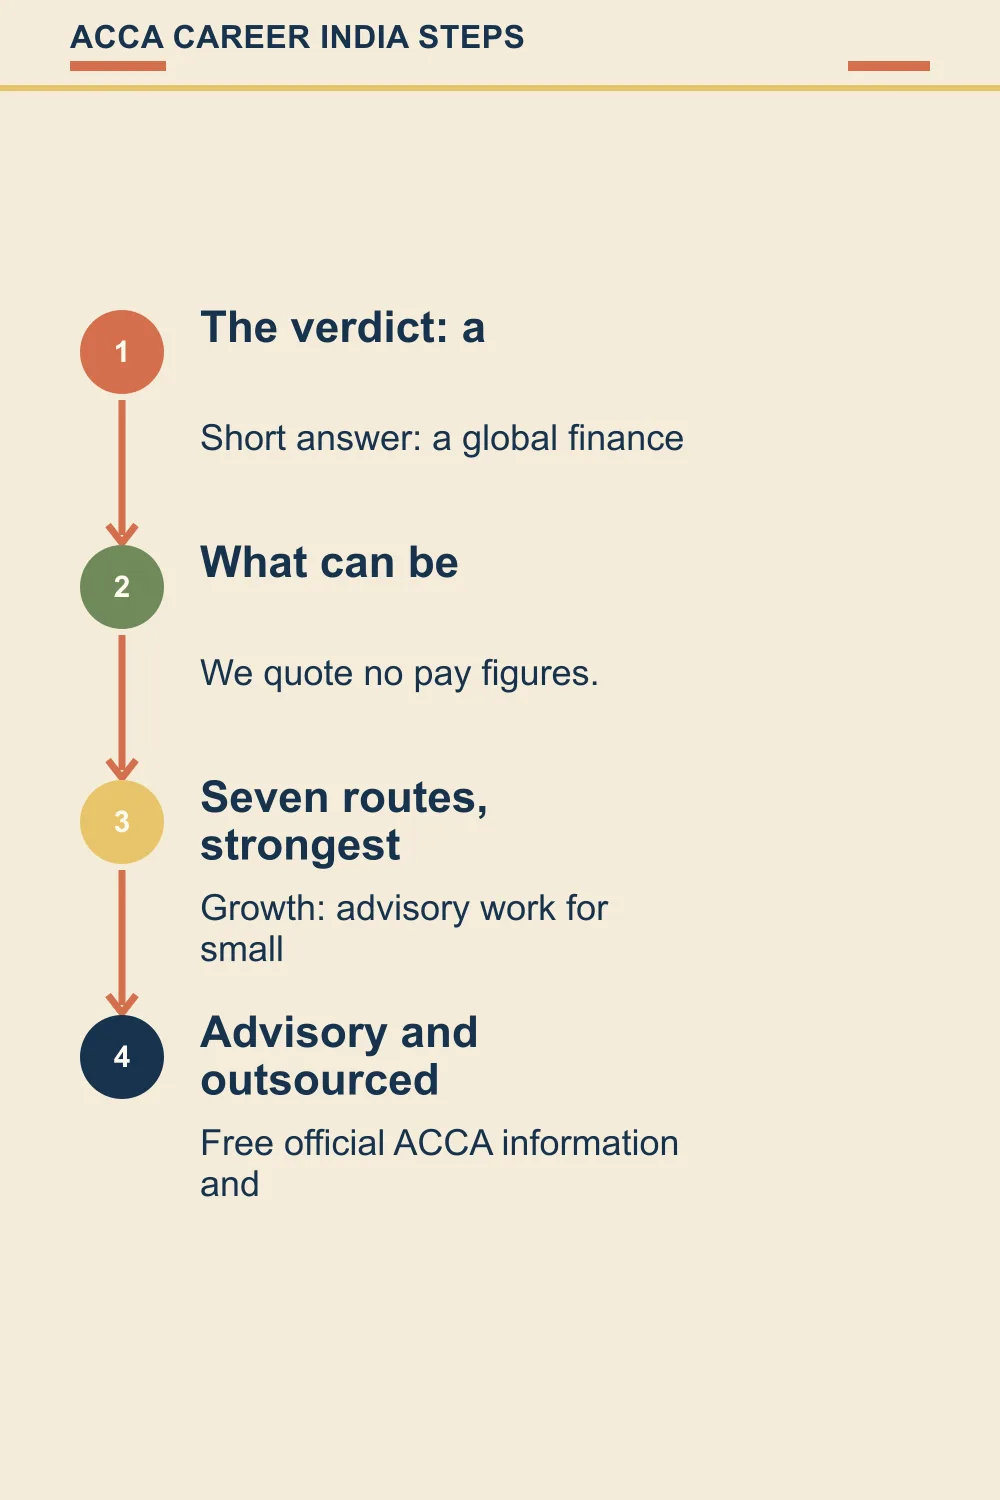 ACCA CAREER INDIA STEPS
1
The verdict: a
Short answer: a global finance
2
What can be
We quote no pay figures.
3
Seven routes,
strongest
Growth: advisory work for
small
4
Advisory and
outsourced
Free official ACCA information
and